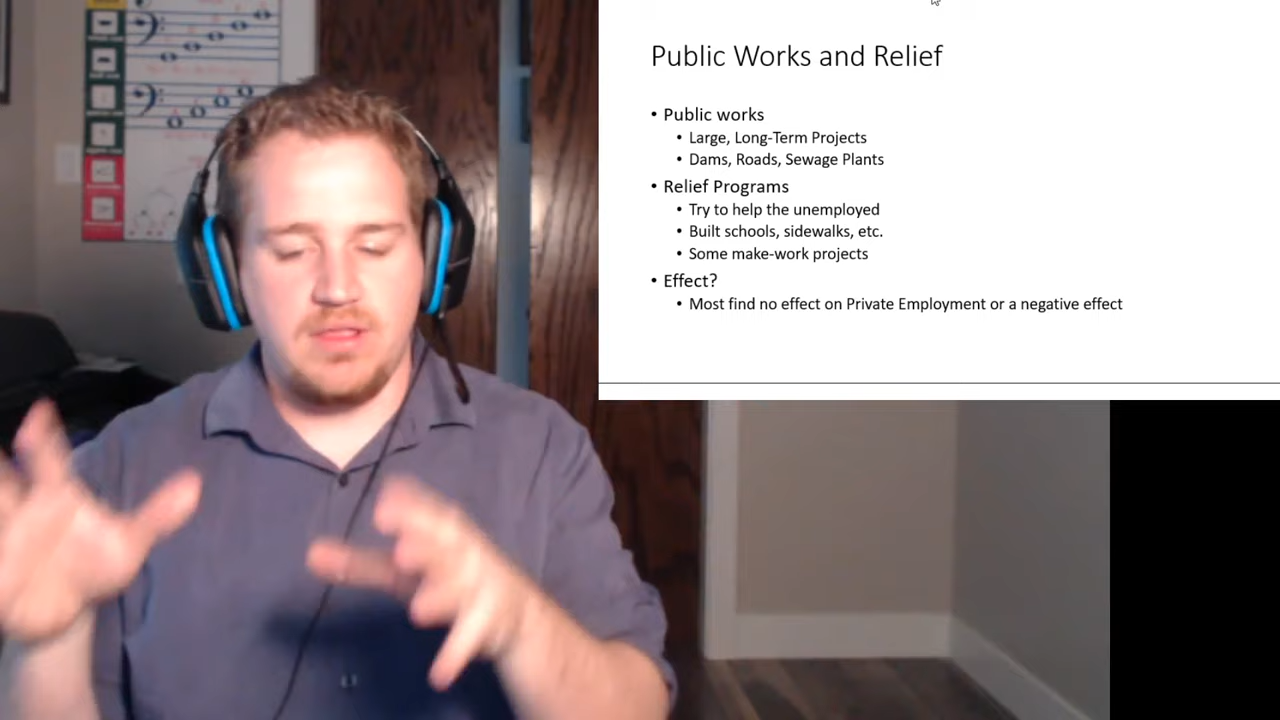 Public Works and Relief
• Public works
• Large, Long-Term Projects
• Dams, Roads, Sewage Plants
• Relief Programs
• Try to help the unemployed
• Built schools, sidewalks, etc.
• Some make-work projects
• Effect?
• Most find no effect on Private Employment or a negative effect